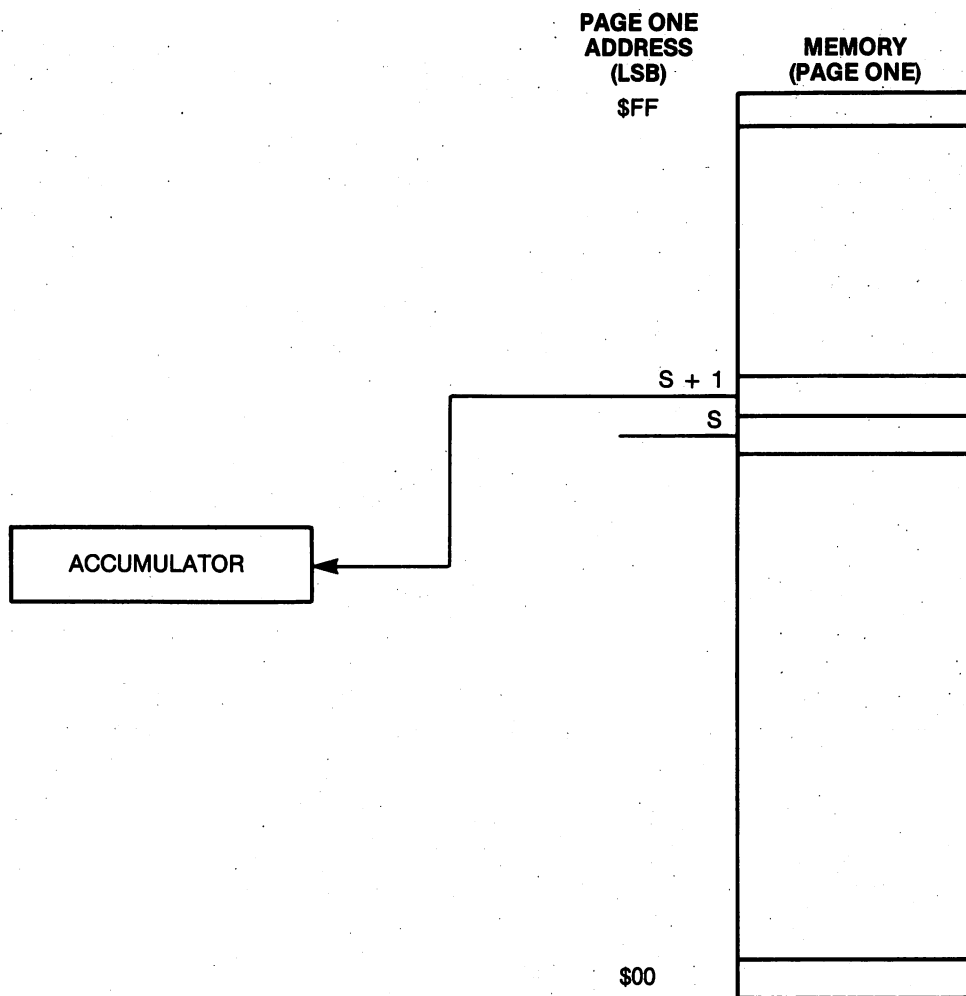 PAGE ONE
ADDRESS
(LSB)
MEMORY
(PAGE ONE)
$FF
S + 1
S
ACCUMULATOR
$00